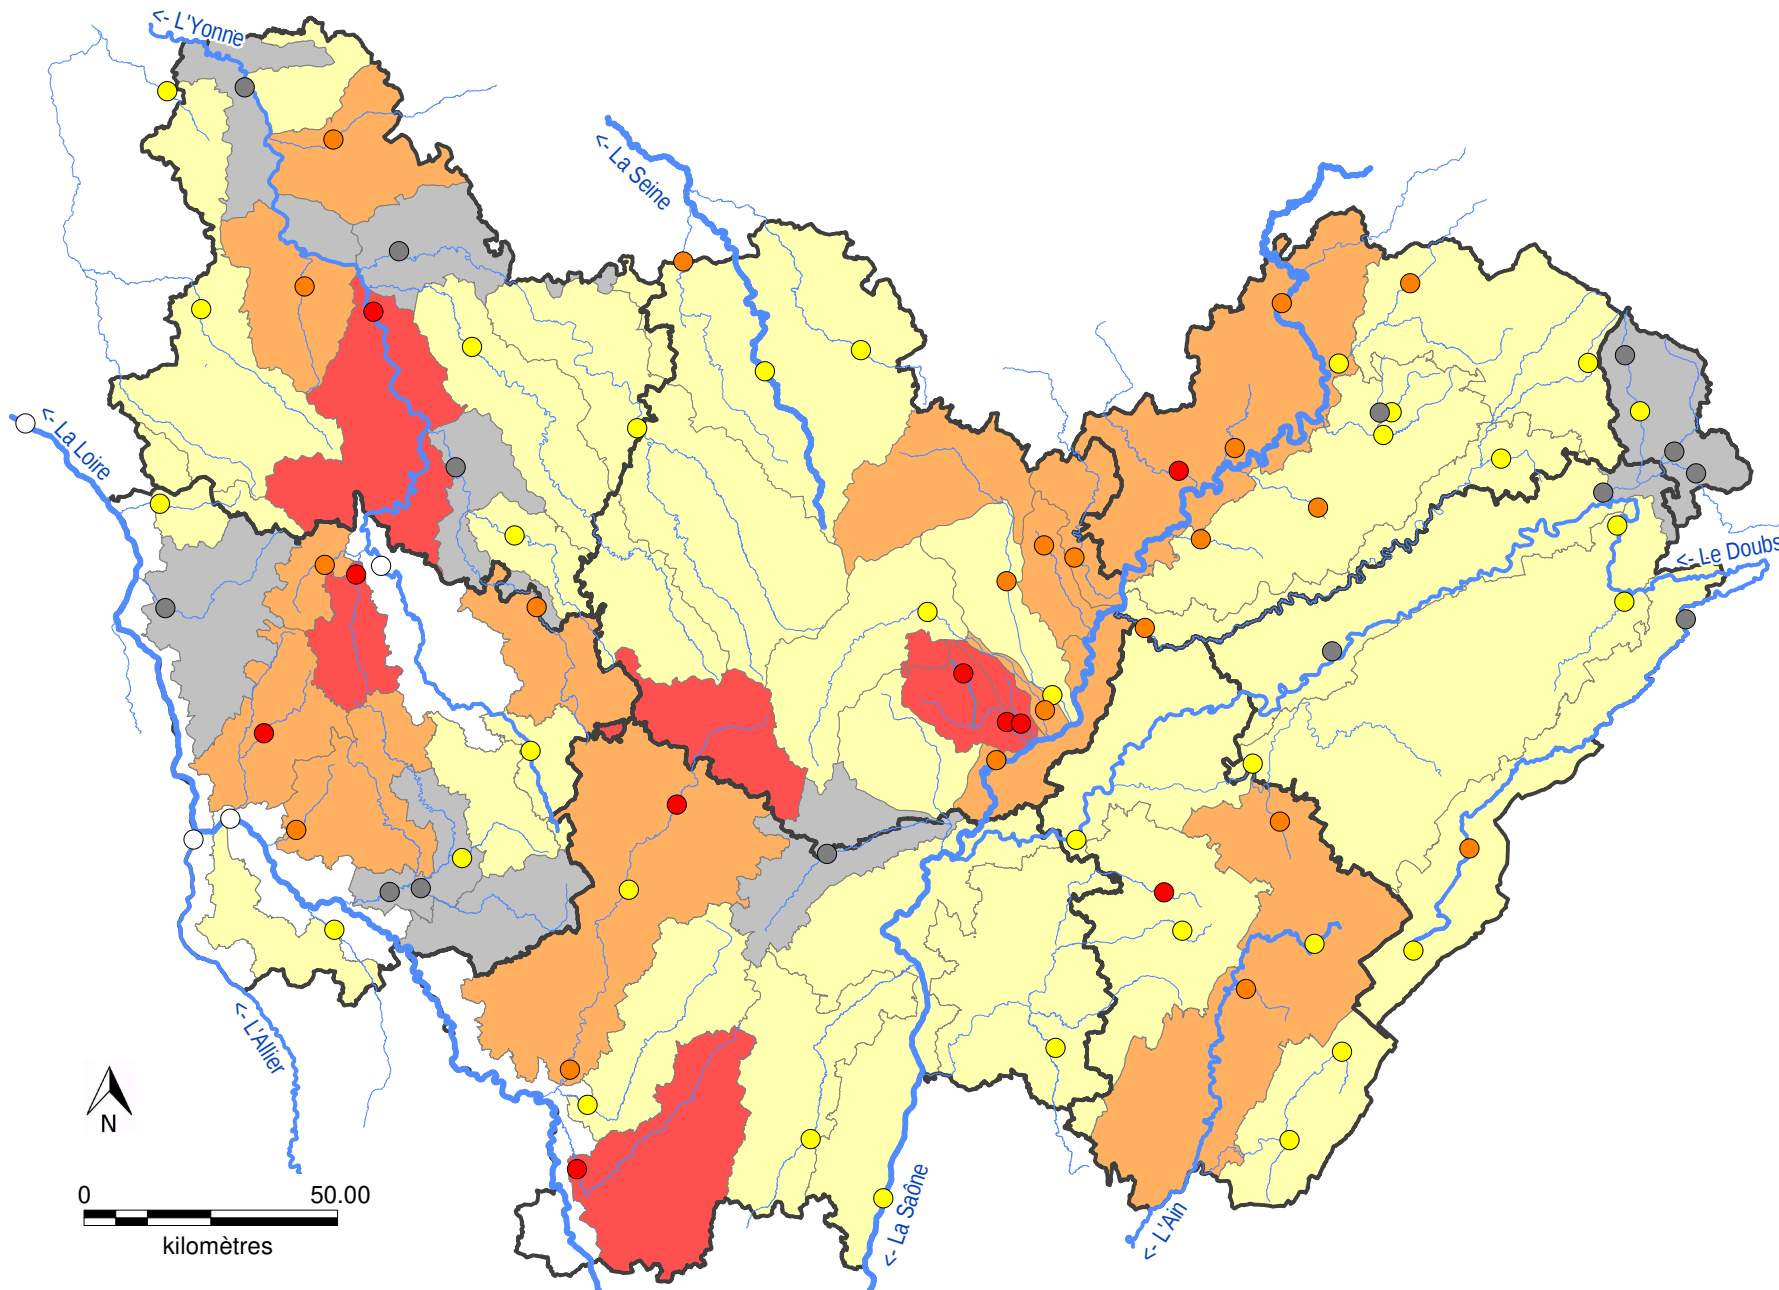 <- L'Yonne
<- La Seine
<- La Loire
<- Le Doubs
<- L'Allier
N
0 50.00
kilomètres
<- La Saône
<- L'Ain